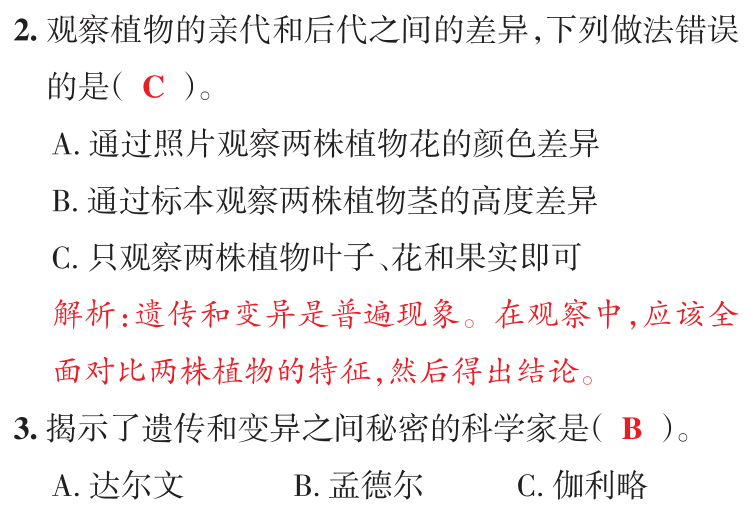 2. 观察植物的亲代和后代之间的差异,下列做法错误
的是( C )。
A. 通过照片观察两株植物花的颜色差异
B. 通过标本观察两株植物茎的高度差异
C. 只观察两株植物叶子、花和果实即可
解析:遗传和变异是普遍现象。在观察中,应该全
面对比两株植物的特征,然后得出结论。
3. 揭示了遗传和变异之间秘密的科学家是( B )。
A. 达尔文 B. 孟德尔 C. 伽利略